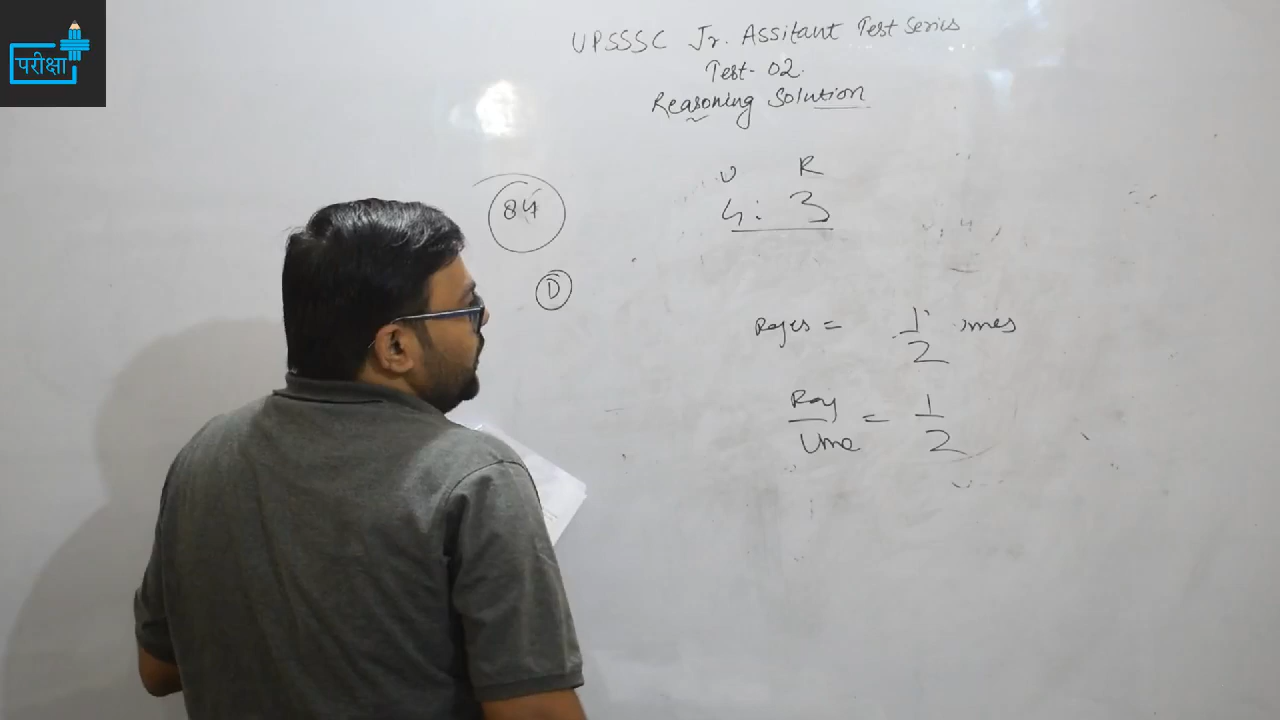 परीक्षा
UPSSSC Jr. Assitant Test Series
Test-02.
Reasoning Solution
84
D
U R
4 : 3
Rajes = 1/2 imes
Raj/Ume = 1/2